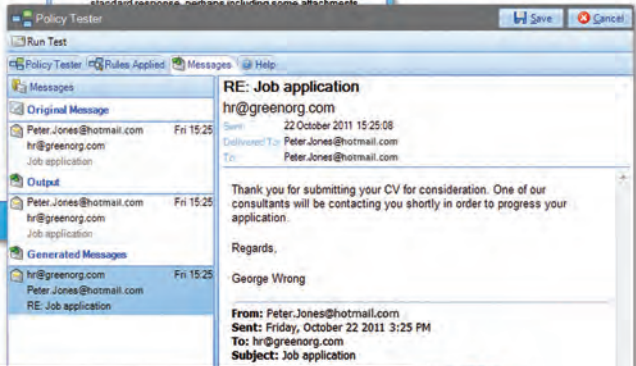 standard response, perhaps including some attachments
Policy Tester
Save
Cancel
Run Test
Policy Tester
Rules Applied
Messages
Help
Messages
Original Message
Peter.Jones@hotmail.com Fri 15:25
hr@greenorg.com
Job application
Output
Peter.Jones@hotmail.com Fri 15:25
hr@greenorg.com
Job application
Generated Messages
hr@greenorg.com Fri 15:25
Peter.Jones@hotmail.com
RE: Job application
RE: Job application
hr@greenorg.com
Sent: 22 October 2011 15:25:08
Delivered To: Peter.Jones@hotmail.com
To: Peter.Jones@hotmail.com
Thank you for submitting your CV for consideration. One of our
consultants will be contacting you shortly in order to progress your
application.
Regards,
George Wrong
From: Peter.Jones@hotmail.com
Sent: Friday, October 22 2011 3:25 PM
To: hr@greenorg.com
Subject: Job application